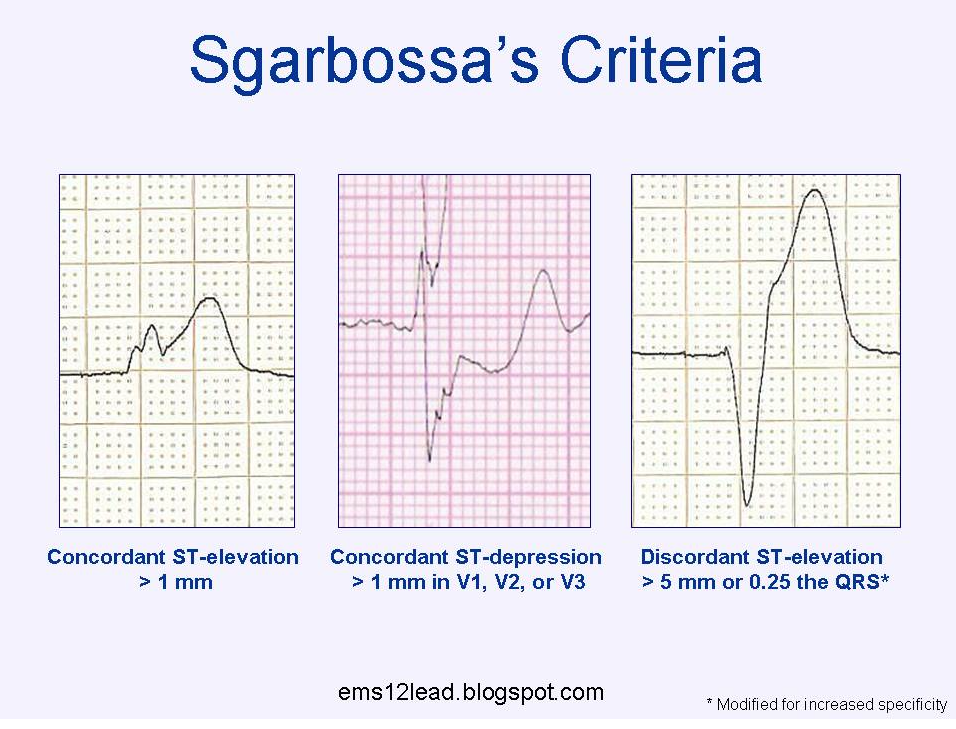 Sgarbossa's Criteria
Concordant ST-elevation
> 1 mm
Concordant ST-depression
> 1 mm in V1, V2, or V3
Discordant ST-elevation
> 5 mm or 0.25 the QRS*
ems12lead.blogspot.com
* Modified for increased specificity